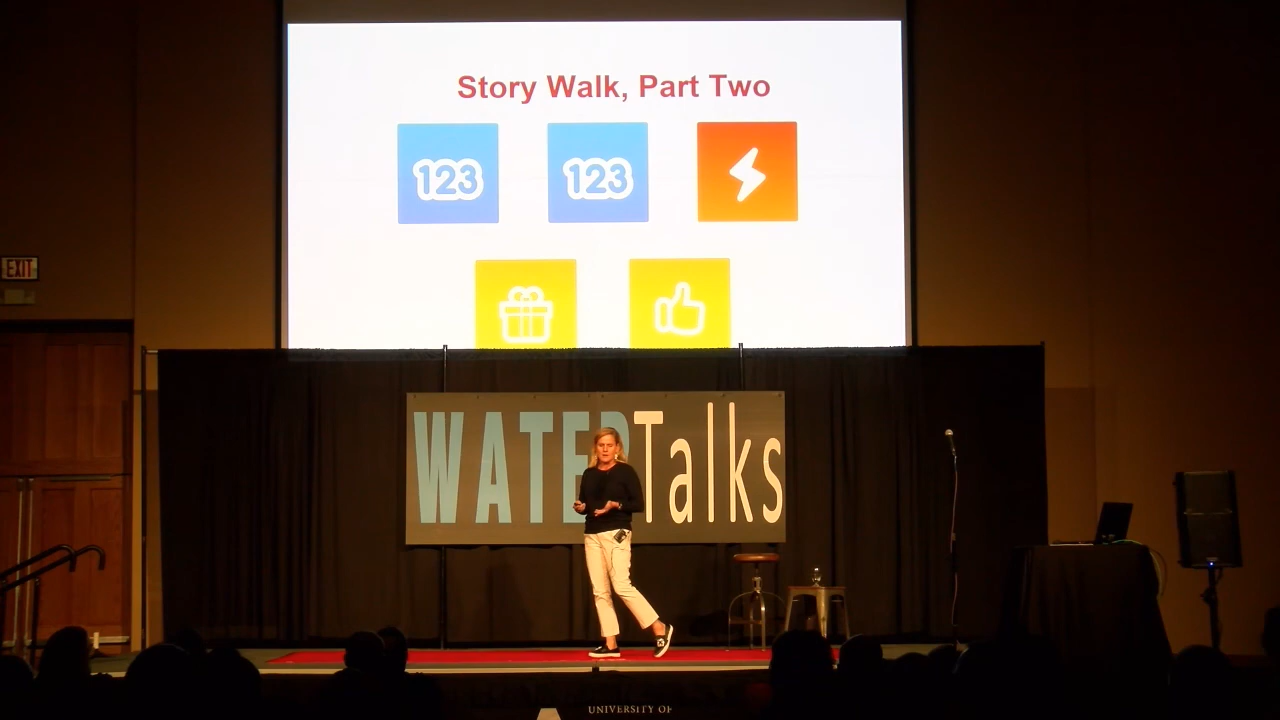 Story Walk, Part Two
123 123
EXIT
WATERTalks
UNIVERSITY OF